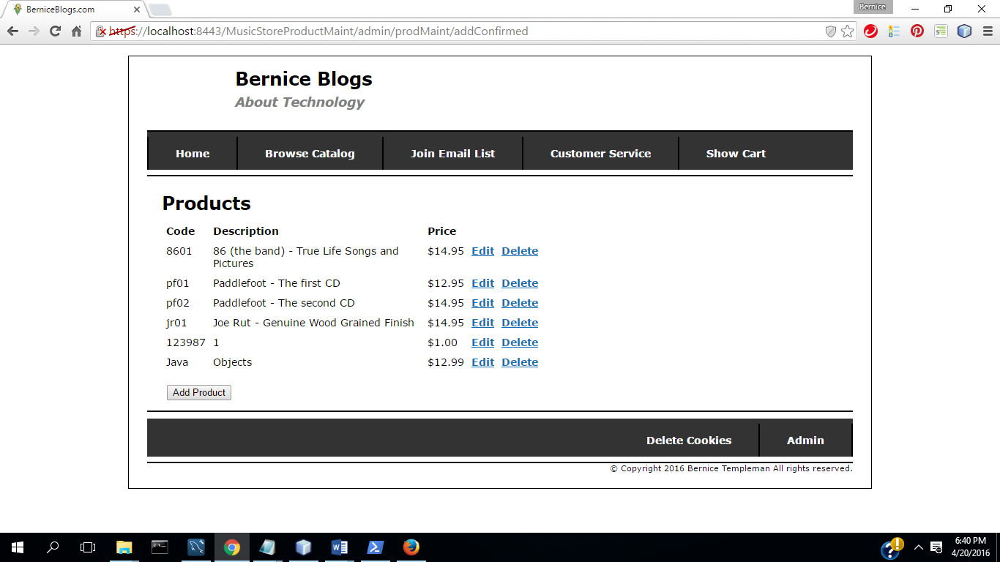 BerniceBlogs.com
Bernice
https://localhost:8443/MusicStoreProductMaint/admin/prodMaint/addConfirmed
Bernice Blogs
About Technology
Home Browse Catalog Join Email List Customer Service Show Cart
Products
Code Description Price
8601 86 (the band) - True Life Songs and $14.95 Edit Delete
Pictures
pf01 Paddlefoot - The first CD $12.95 Edit Delete
pf02 Paddlefoot - The second CD $14.95 Edit Delete
jr01 Joe Rut - Genuine Wood Grained Finish $14.95 Edit Delete
123987 1 $1.00 Edit Delete
Java Objects $12.99 Edit Delete
Add Product
Delete Cookies Admin
© Copyright 2016 Bernice Templeman All rights reserved.
6:40 PM
4/20/2016